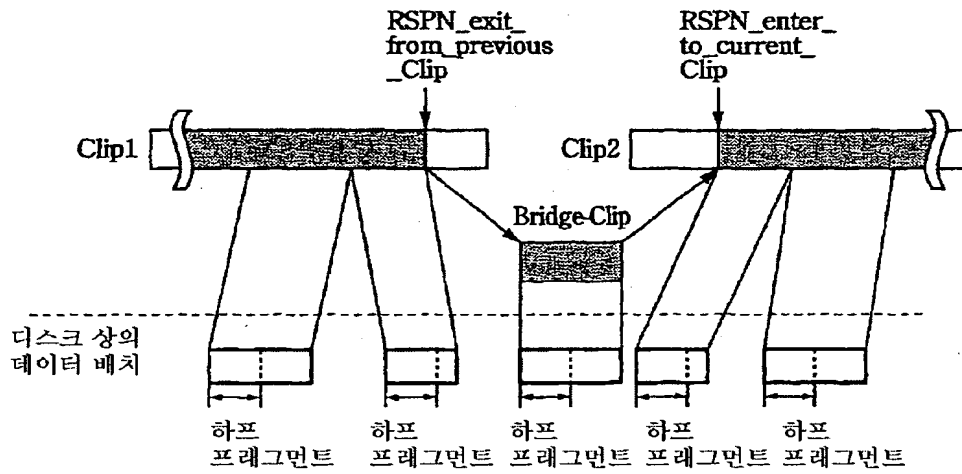 RSPN_exit_
from_previous
_Clip
RSPN_enter_
to_current_
Clip
Clip1
Clip2
Bridge-Clip
디스크 상의
데이터 배치
하프
프래그먼트
하프
프래그먼트
하프
프래그먼트
하프
프래그먼트
하프
프래그먼트